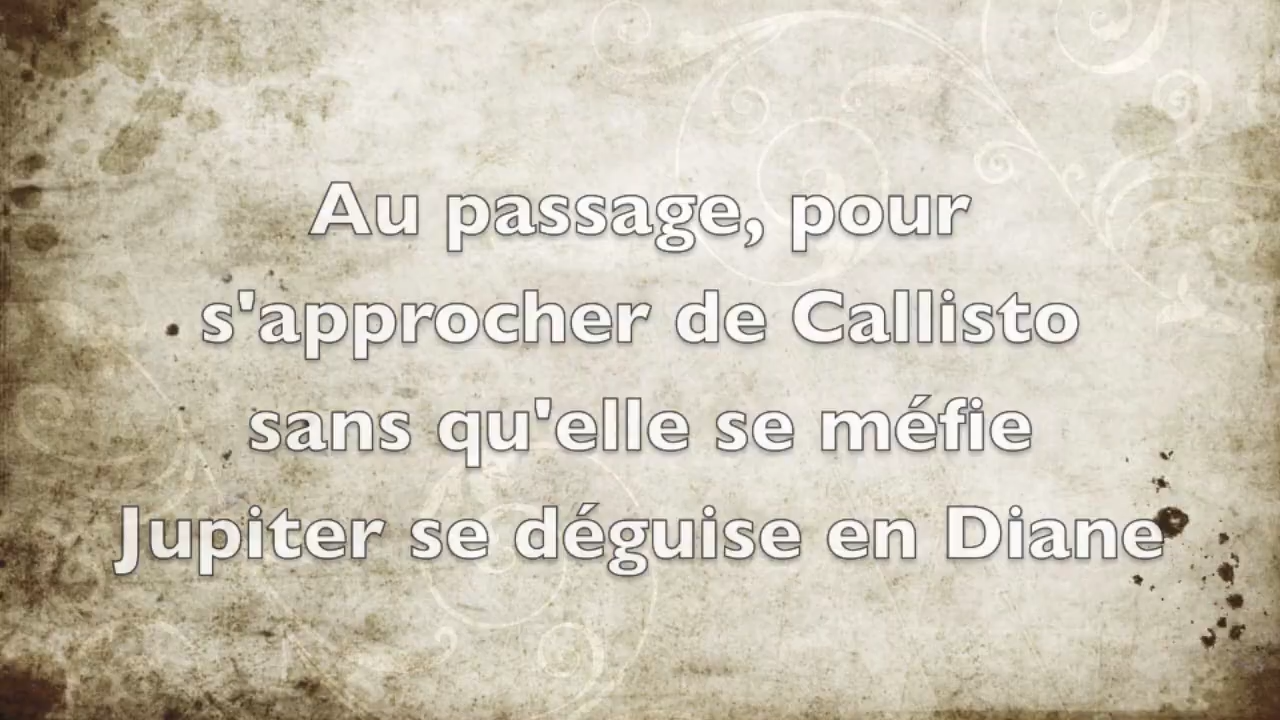 Au passage, pour
s'approcher de Callisto
sans qu'elle se méfie
Jupiter se déguise en Diane